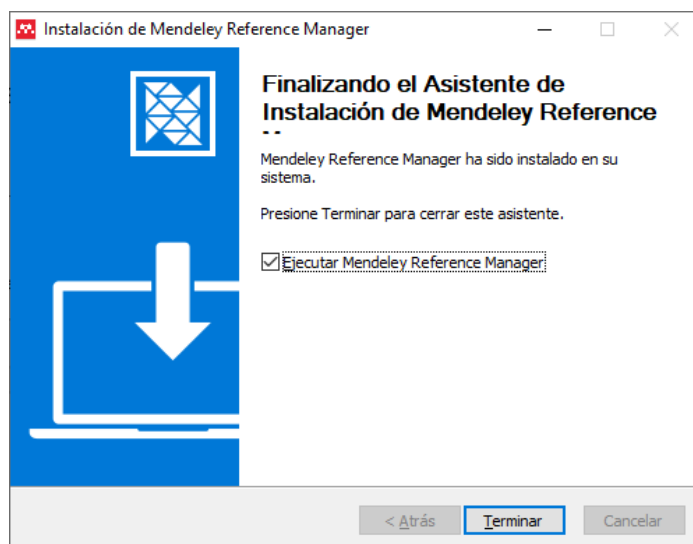 Instalación de Mendeley Reference Manager
Finalizando el Asistente de
Instalación de Mendeley Reference
Mendeley Reference Manager ha sido instalado en su
sistema.
Presione Terminar para cerrar este asistente.
Ejecutar Mendeley Reference Manager
< Atrás
Terminar
Cancelar